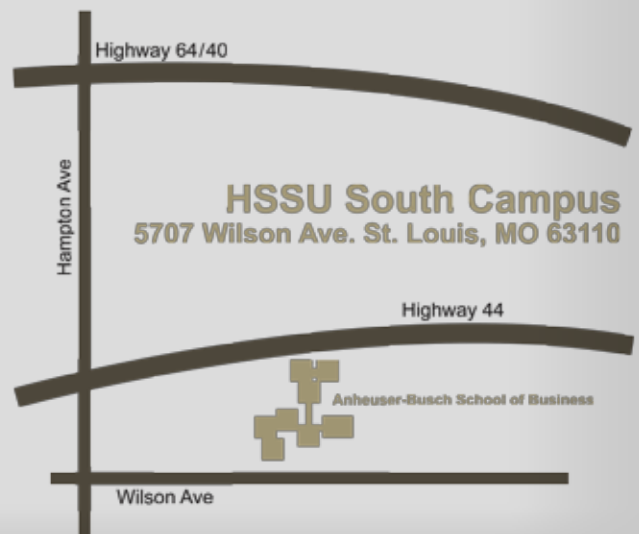 Highway 64/40
Hampton Ave
HSSU South Campus
5707 Wilson Ave. St. Louis, MO 63110
Highway 44
Anheuser-Busch School of Business
Wilson Ave